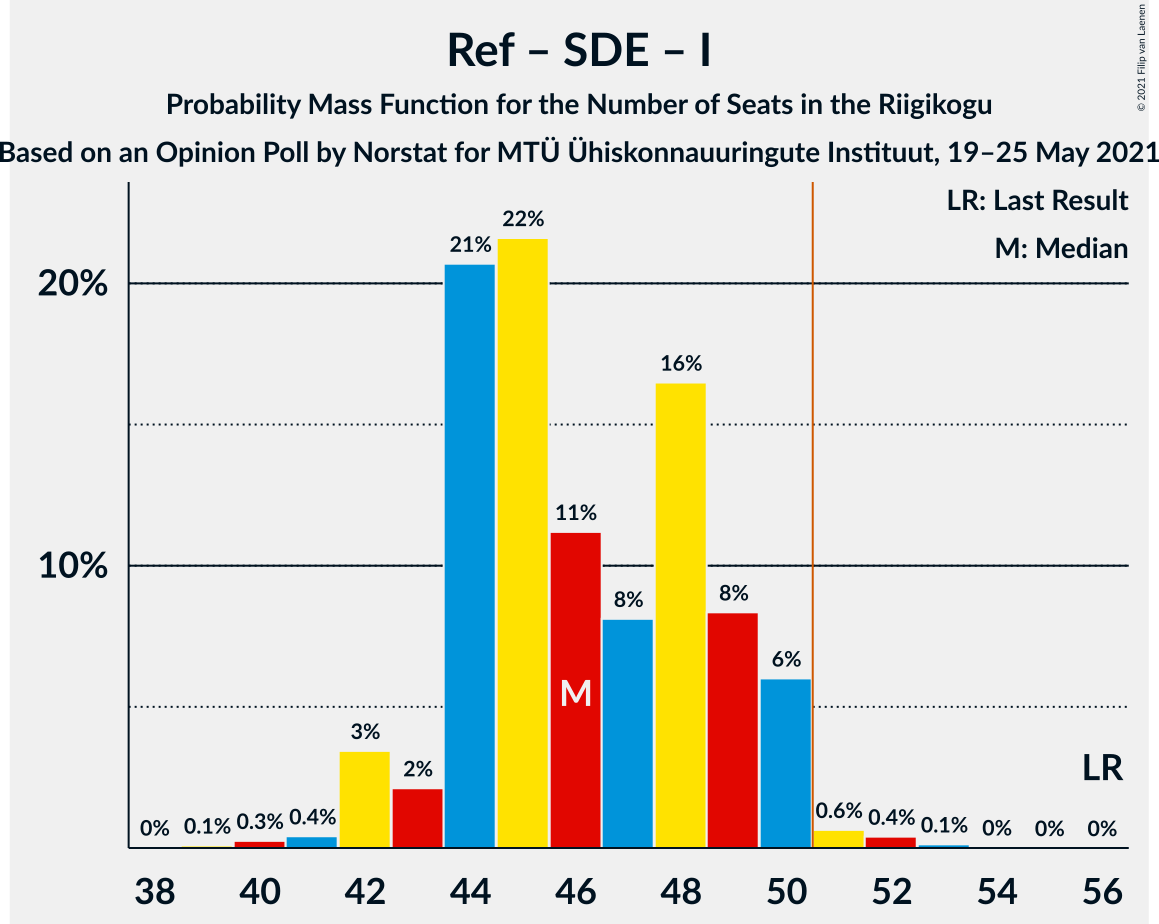 Ref – SDE – I
Probability Mass Function for the Number of Seats in the Riigikogu
Based on an Opinion Poll by Norstat for MTÜ Ühiskonnauuringute Instituut, 19–25 May 2021
© 2021 Filip van Laenen
LR: Last Result
M: Median
22%
21%
20%
16%
11%
10%
8%
8%
6%
M
3%
2%
LR
0% 0.1% 0.3% 0.4% 0.6% 0.4% 0.1% 0% 0% 0%
38 40 42 44 46 48 50 52 54 56